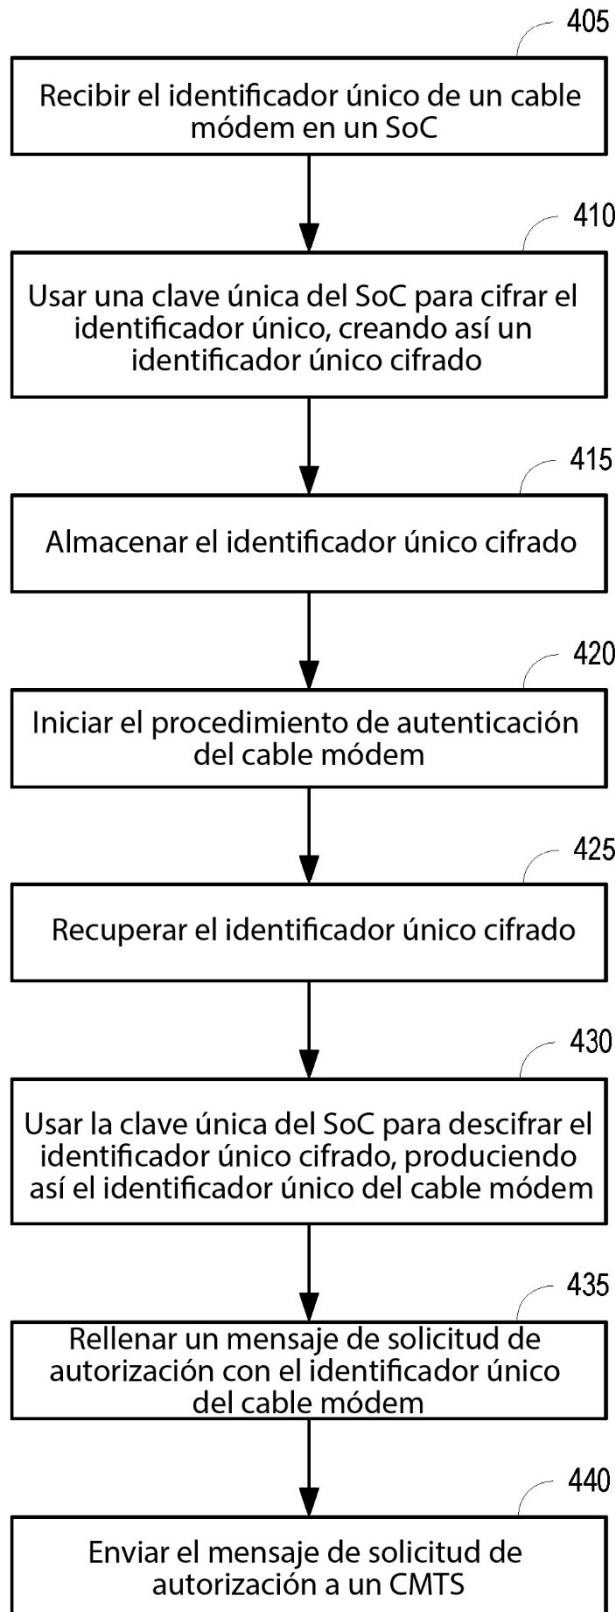 405
Recibir el identificador único de un cable
módem en un SoC
410
Usar una clave única del SoC para cifrar el
identificador único, creando así un
identificador único cifrado
415
Almacenar el identificador único cifrado
420
Iniciar el procedimiento de autenticación
del cable módem
425
Recuperar el identificador único cifrado
430
Usar la clave única del SoC para descifrar el
identificador único cifrado, produciendo
así el identificador único del cable módem
435
Rellenar un mensaje de solicitud de
autorización con el identificador único
del cable módem
440
Enviar el mensaje de solicitud de
autorización a un CMTS